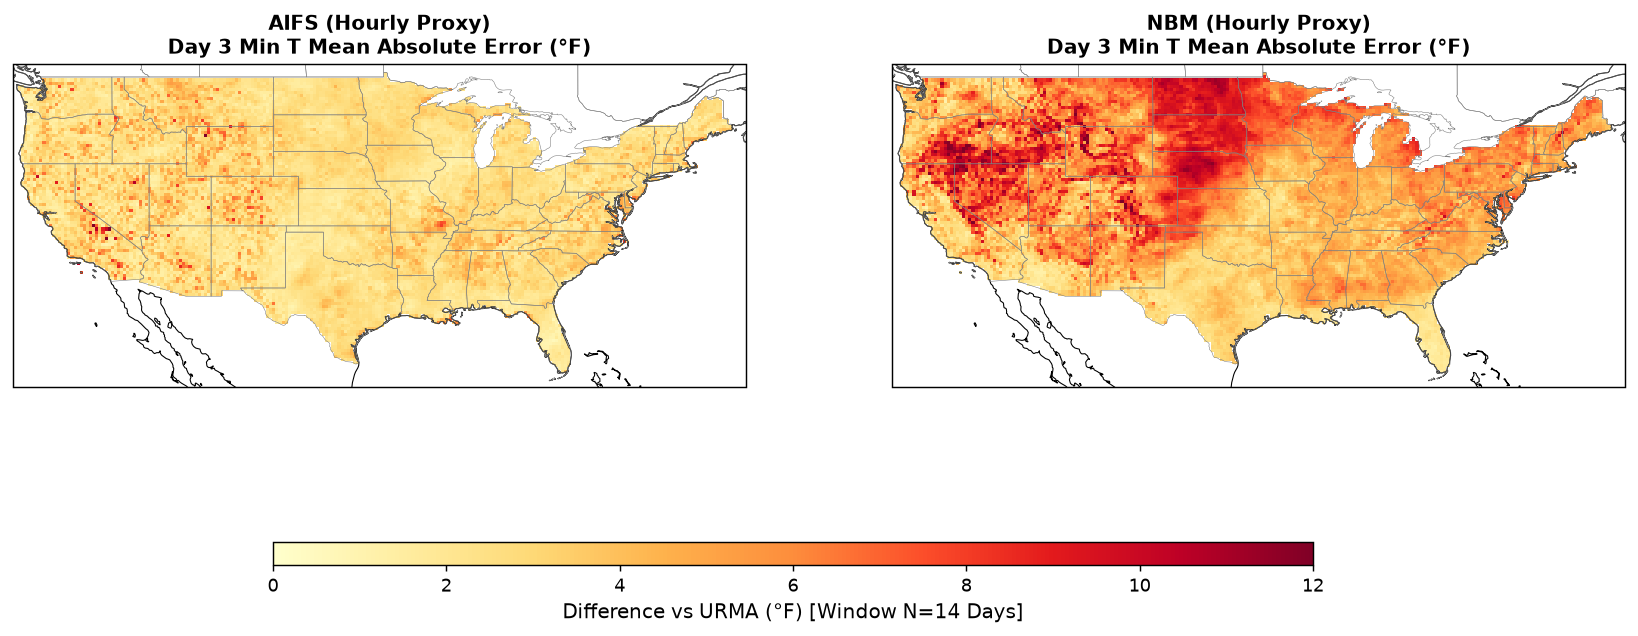 AIFS (Hourly Proxy)
Day 3 Min T Mean Absolute Error (°F)
NBM (Hourly Proxy)
Day 3 Min T Mean Absolute Error (°F)
0 2 4 6 8 10 12
Difference vs URMA (°F) [Window N=14 Days]